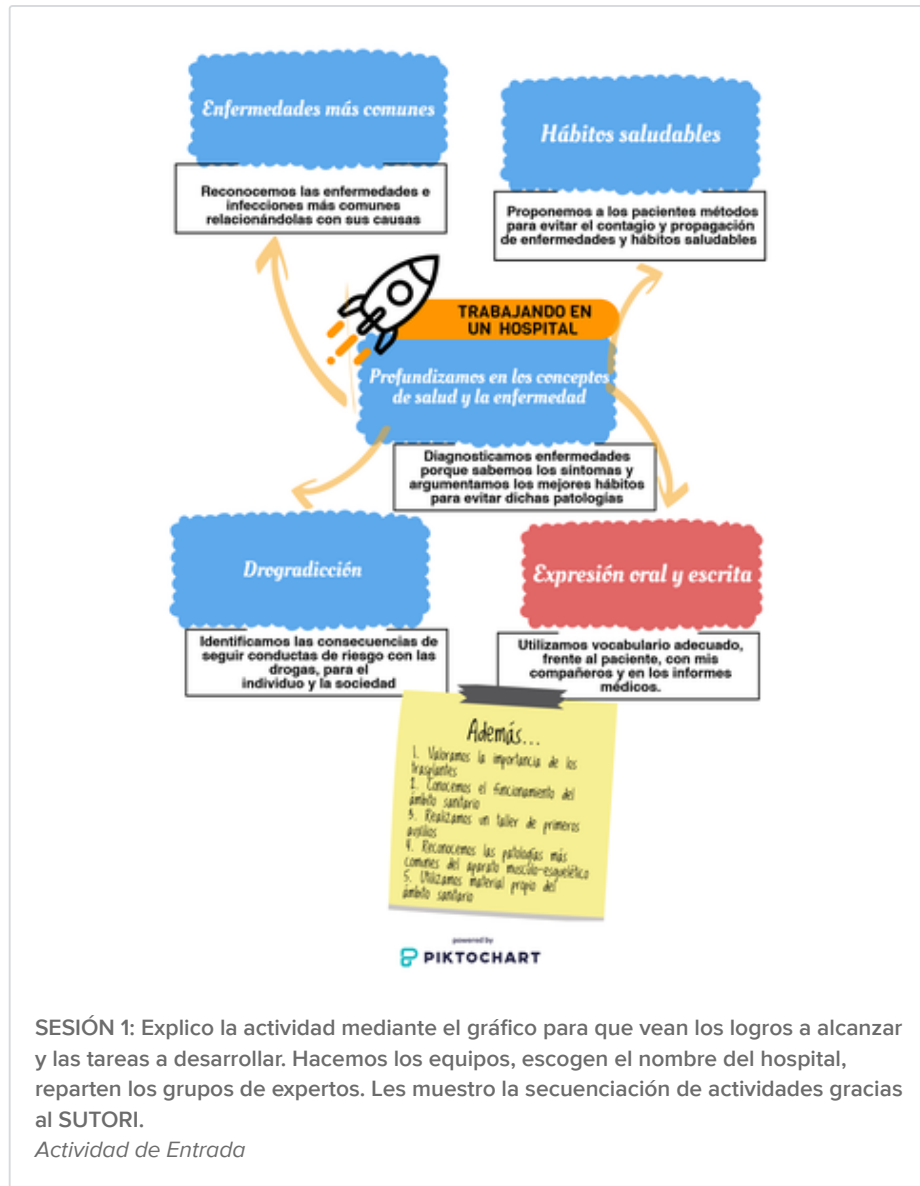 Enfermedades más comunes
Reconocemos las enfermedades e
infecciones más comunes
relacionándolas con sus causas
Hábitos saludables
Proponemos a los pacientes métodos
para evitar el contagio y propagación
de enfermedades y hábitos saludables
TRABAJANDO EN
UN HOSPITAL
Profundizamos en los conceptos
de salud y la enfermedad
Diagnosticamos enfermedades
porque sabemos los síntomas y
argumentamos los mejores hábitos
para evitar dichas patologías
Drogradicción
Identificamos las consecuencias de
seguir conductas de riesgo con las
drogas, para el
individuo y la sociedad
Expresión oral y escrita
Utilizamos vocabulario adecuado,
frente al paciente, con mis
compañeros y en los informes
médicos.
Además...
1. Valoramos la importancia de los
trasplantes
2. Conocemos el funcionamiento del
ámbito sanitario
3. Realizamos un taller de primeros
auxilios
4. Reconocemos las patologías más
comunes del aparato músculo-esquelético
5. Utilizamos material propio del
ámbito sanitario
powered by
PIKTOCHART
SESIÓN 1: Explico la actividad mediante el gráfico para que vean los logros a alcanzar
y las tareas a desarrollar. Hacemos los equipos, escogen el nombre del hospital,
reparten los grupos de expertos. Les muestro la secuenciación de actividades gracias
al SUTORI.
Actividad de Entrada